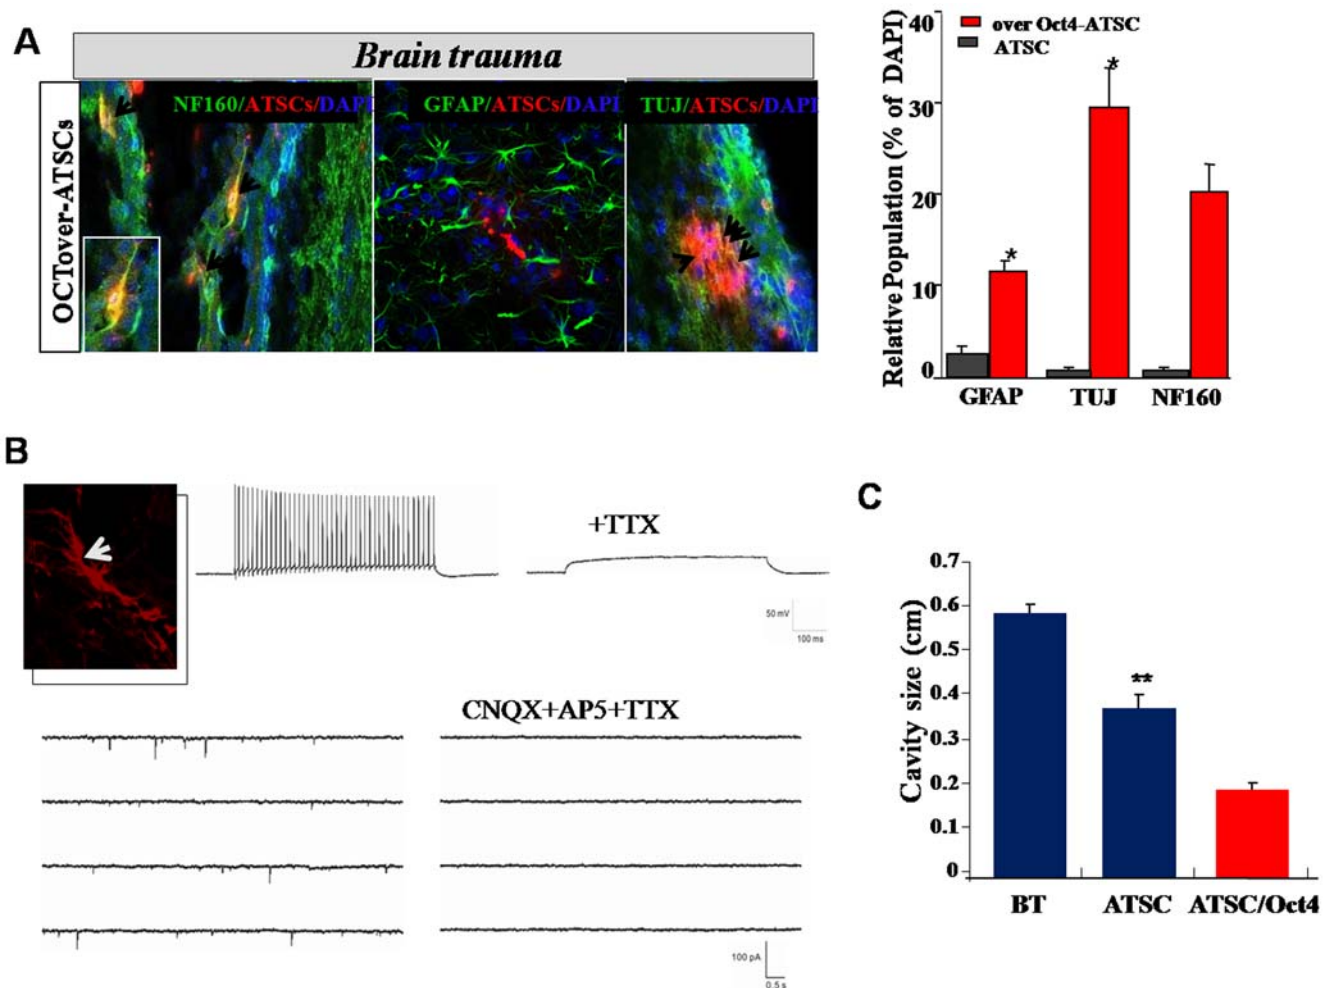 A
Brain trauma
OCTover-ATSCs
NF160/ATSCs/DAPI
GFAP/ATSCs/DAPI
TUJ/ATSCs/DAPI
Relative Population (% of DAPI)
40
30
20
10
0
over Oct4-ATSC
ATSC
*
*
GFAP
TUJ
NF160
B
+TTX
50 mV
100 ms
CNQX+AP5+TTX
100 pA
0.5 s
C
Cavity size (cm)
0.7
0.6
0.5
0.4
0.3
0.2
0.1
0
**
BT
ATSC
ATSC/Oct4